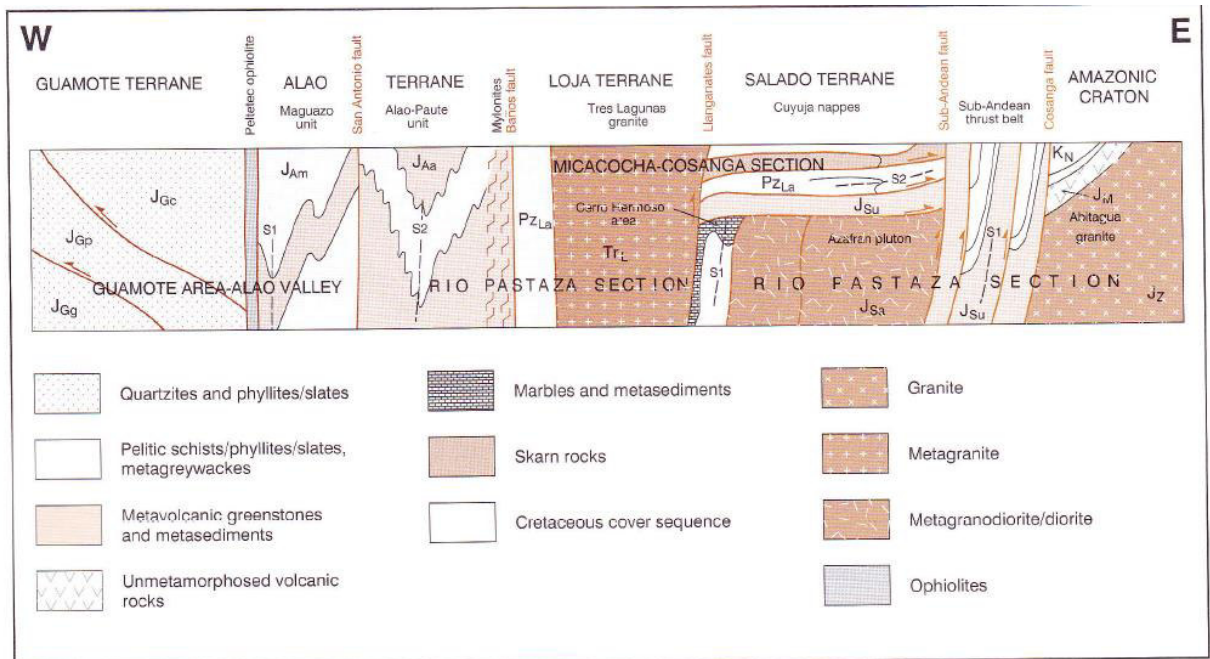 W
E
GUAMOTE TERRANE
Peltetec ophiolite
ALAO
Maguazo
unit
San Antonio fault
TERRANE
Alao-Paute
unit
Mylonites
Baños fault
LOJA TERRANE
Tres Lagunas
granite
Llanganates fault
SALADO TERRANE
Cuyuja nappes
Sub-Andean fault
Sub-Andean
thrust belt
Cosanga fault
AMAZONIC
CRATON
MICACOCHA-COSANGA SECTION
JGc
JGp
JGg
JAm
S1
JAa
S2
PzLa
Cerro Hermoso
area
TrL
S1
PzLa
S2
JSu
Azafran pluton
JSa
S1
JSu
KN
JM
Abitagua
granite
JZ
GUAMOTE AREA-ALAO VALLEY
RIO PASTAZA SECTION
RIO PASTAZA SECTION
Quartzites and phyllites/slates
Pelitic schists/phyllites/slates,
metagreywackes
Metavolcanic greenstones
and metasediments
Unmetamorphosed volcanic
rocks
Marbles and metasediments
Skarn rocks
Cretaceous cover sequence
Granite
Metagranite
Metagranodiorite/diorite
Ophiolites